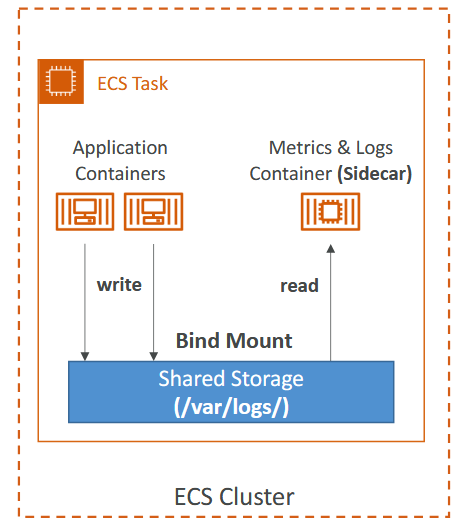 ECS Task
Application
Containers
Metrics & Logs
Container (Sidecar)
write
read
Bind Mount
Shared Storage
(/var/logs/)
ECS Cluster